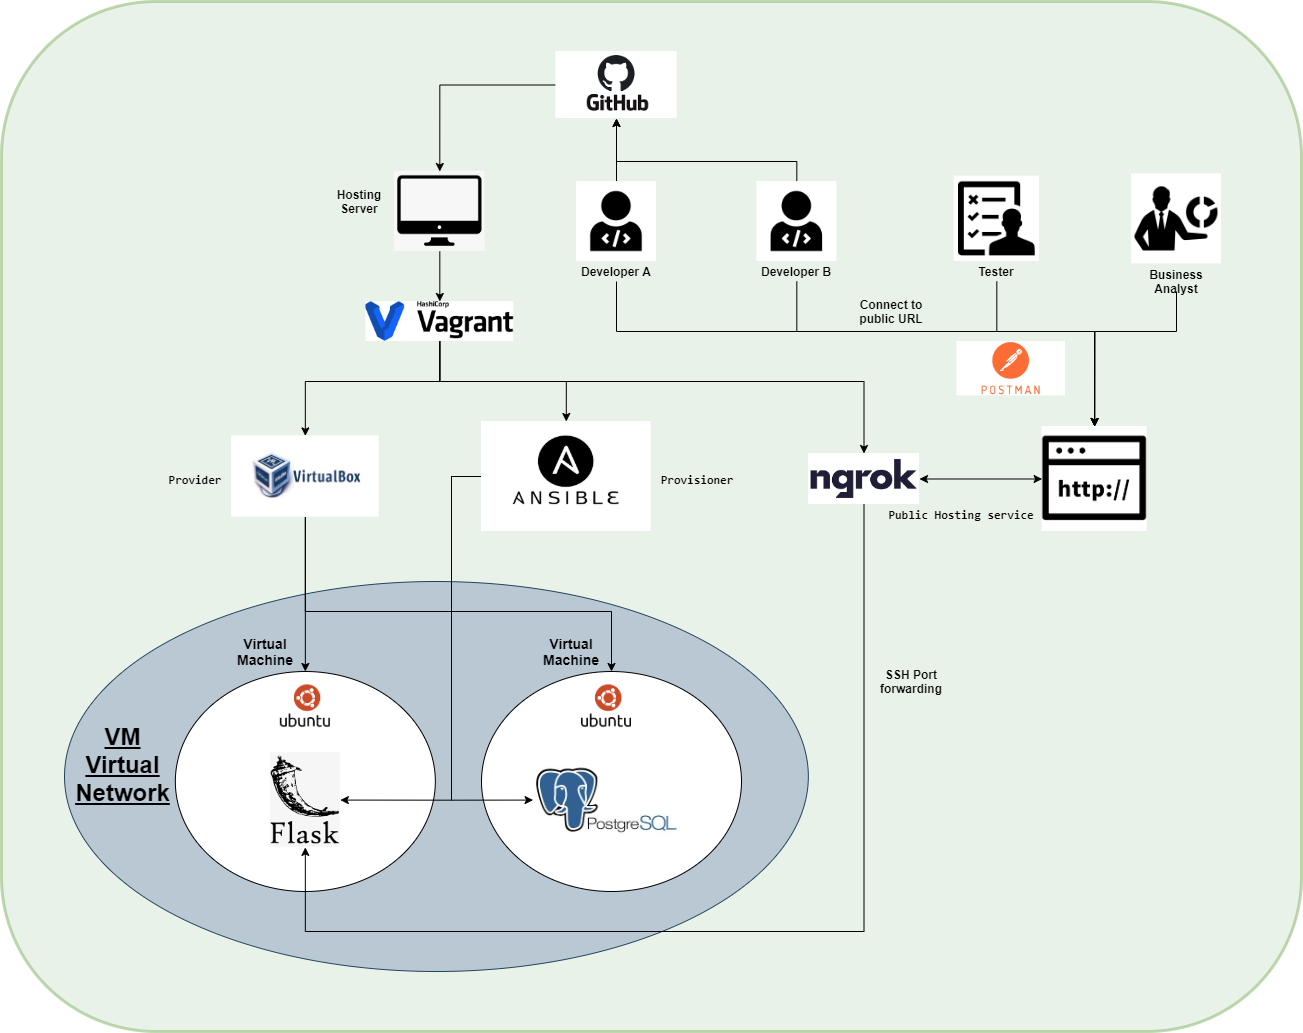 GitHub
Hosting
Server
</>
</>
Developer A
Developer B
Tester
Business
Analyst
Connect to
public URL
HashiCorp
Vagrant
POSTMAN
Provider
VirtualBox
ANSIBLE
Provisioner
ngrok
http://
Public Hosting service
Virtual
Machine
Virtual
Machine
SSH Port
forwarding
ubuntu
ubuntu
VM
Virtual
Network
Flask
PostgreSQL